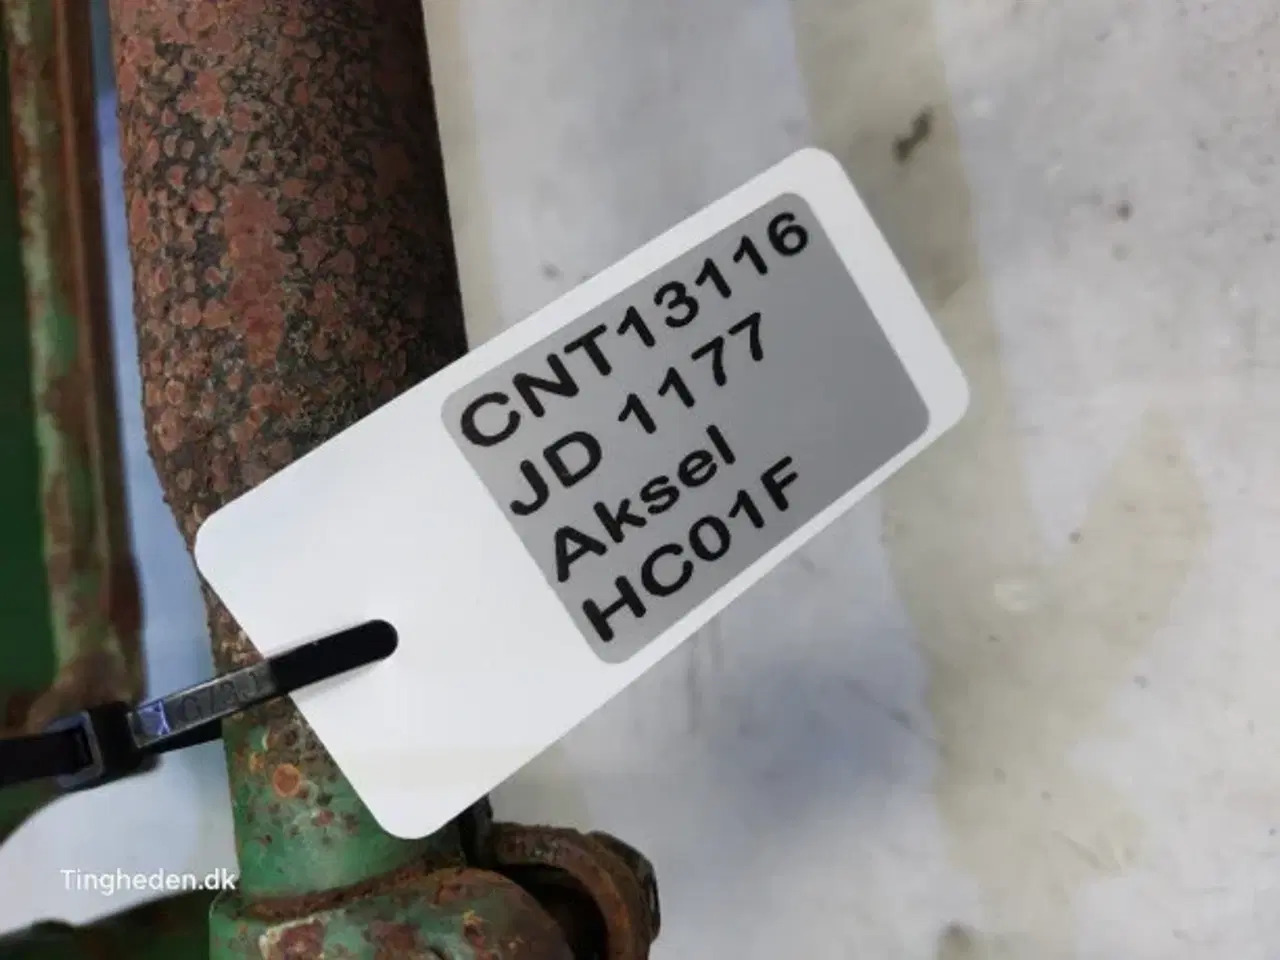 CNT13116
JD 1177
Aksel
HC01F
Tingheden.dk